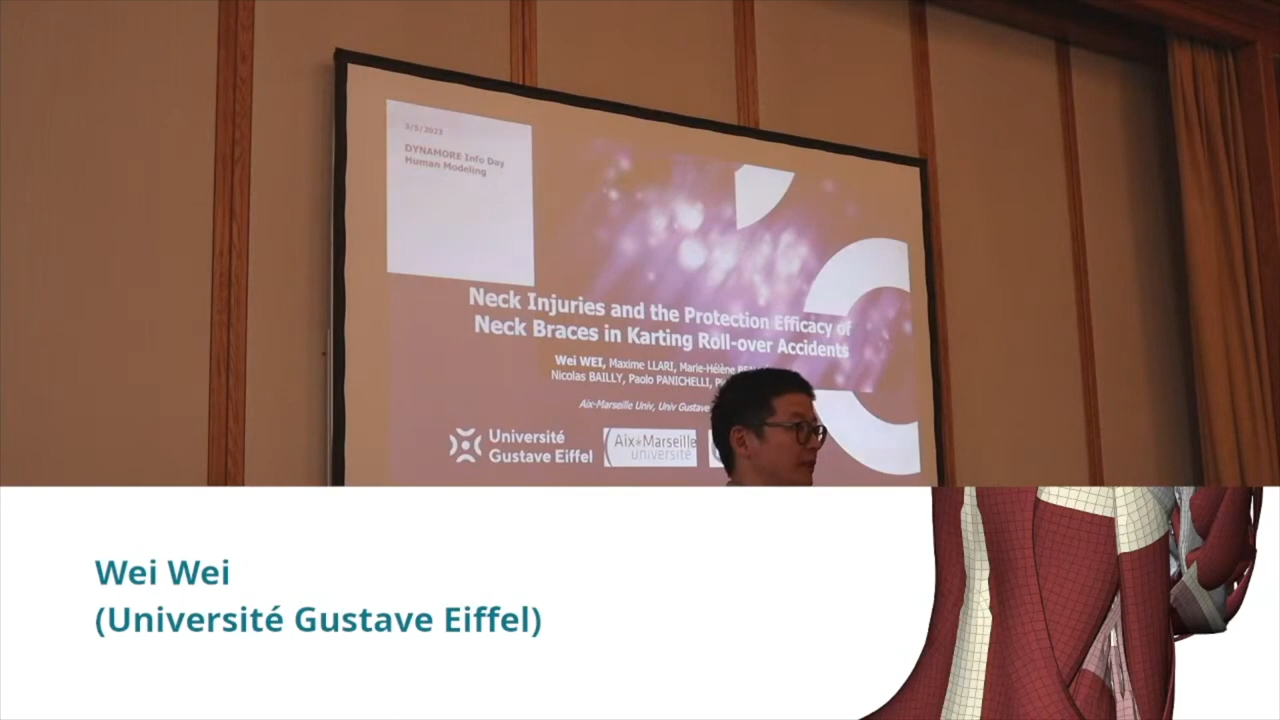 3/5/2023
DYNAMORE Info Day
Human Modeling
Neck Injuries and the Protection Efficacy of
Neck Braces in Karting Roll-over Accidents
Wei WEI, Maxime LLARI, Marie-Hélène
Nicolas BAILLY, Paolo PANICHELLI,
Aix-Marseille Univ, Univ Gustave
Université
Gustave Eiffel
Aix*Marseille
université
Wei Wei
(Université Gustave Eiffel)